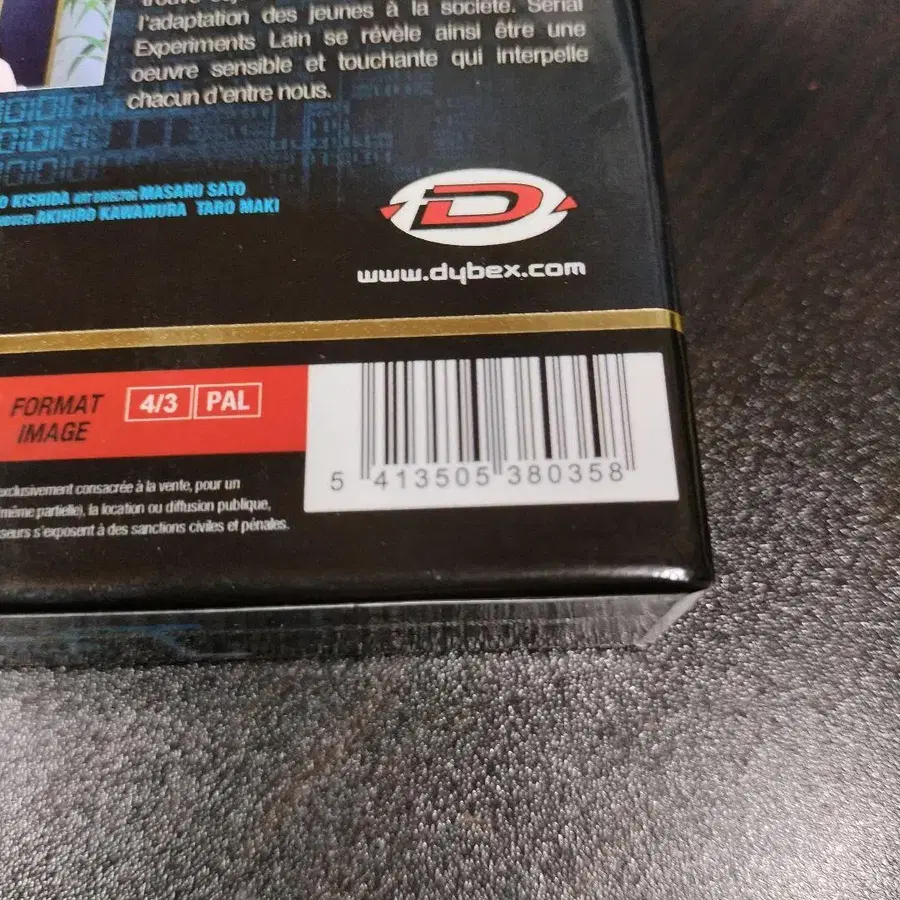 l'adaptation des jeunes à la société. Serial
Experiments Lain se révèle ainsi être une
oeuvre sensible et touchante qui interpelle
chacun d'entre nous.
O KISHIDA ART DIRECTOR MASARU SATO
AKIHIRO KAWAMURA TARO MAKI
D
www.dybex.com
FORMAT
IMAGE
4/3 PAL
5 413505 380358
exclusivement consacrée à la vente, pour un
même partielle), la location ou diffusion publique,
seurs s'exposent à des sanctions civiles et pénales.